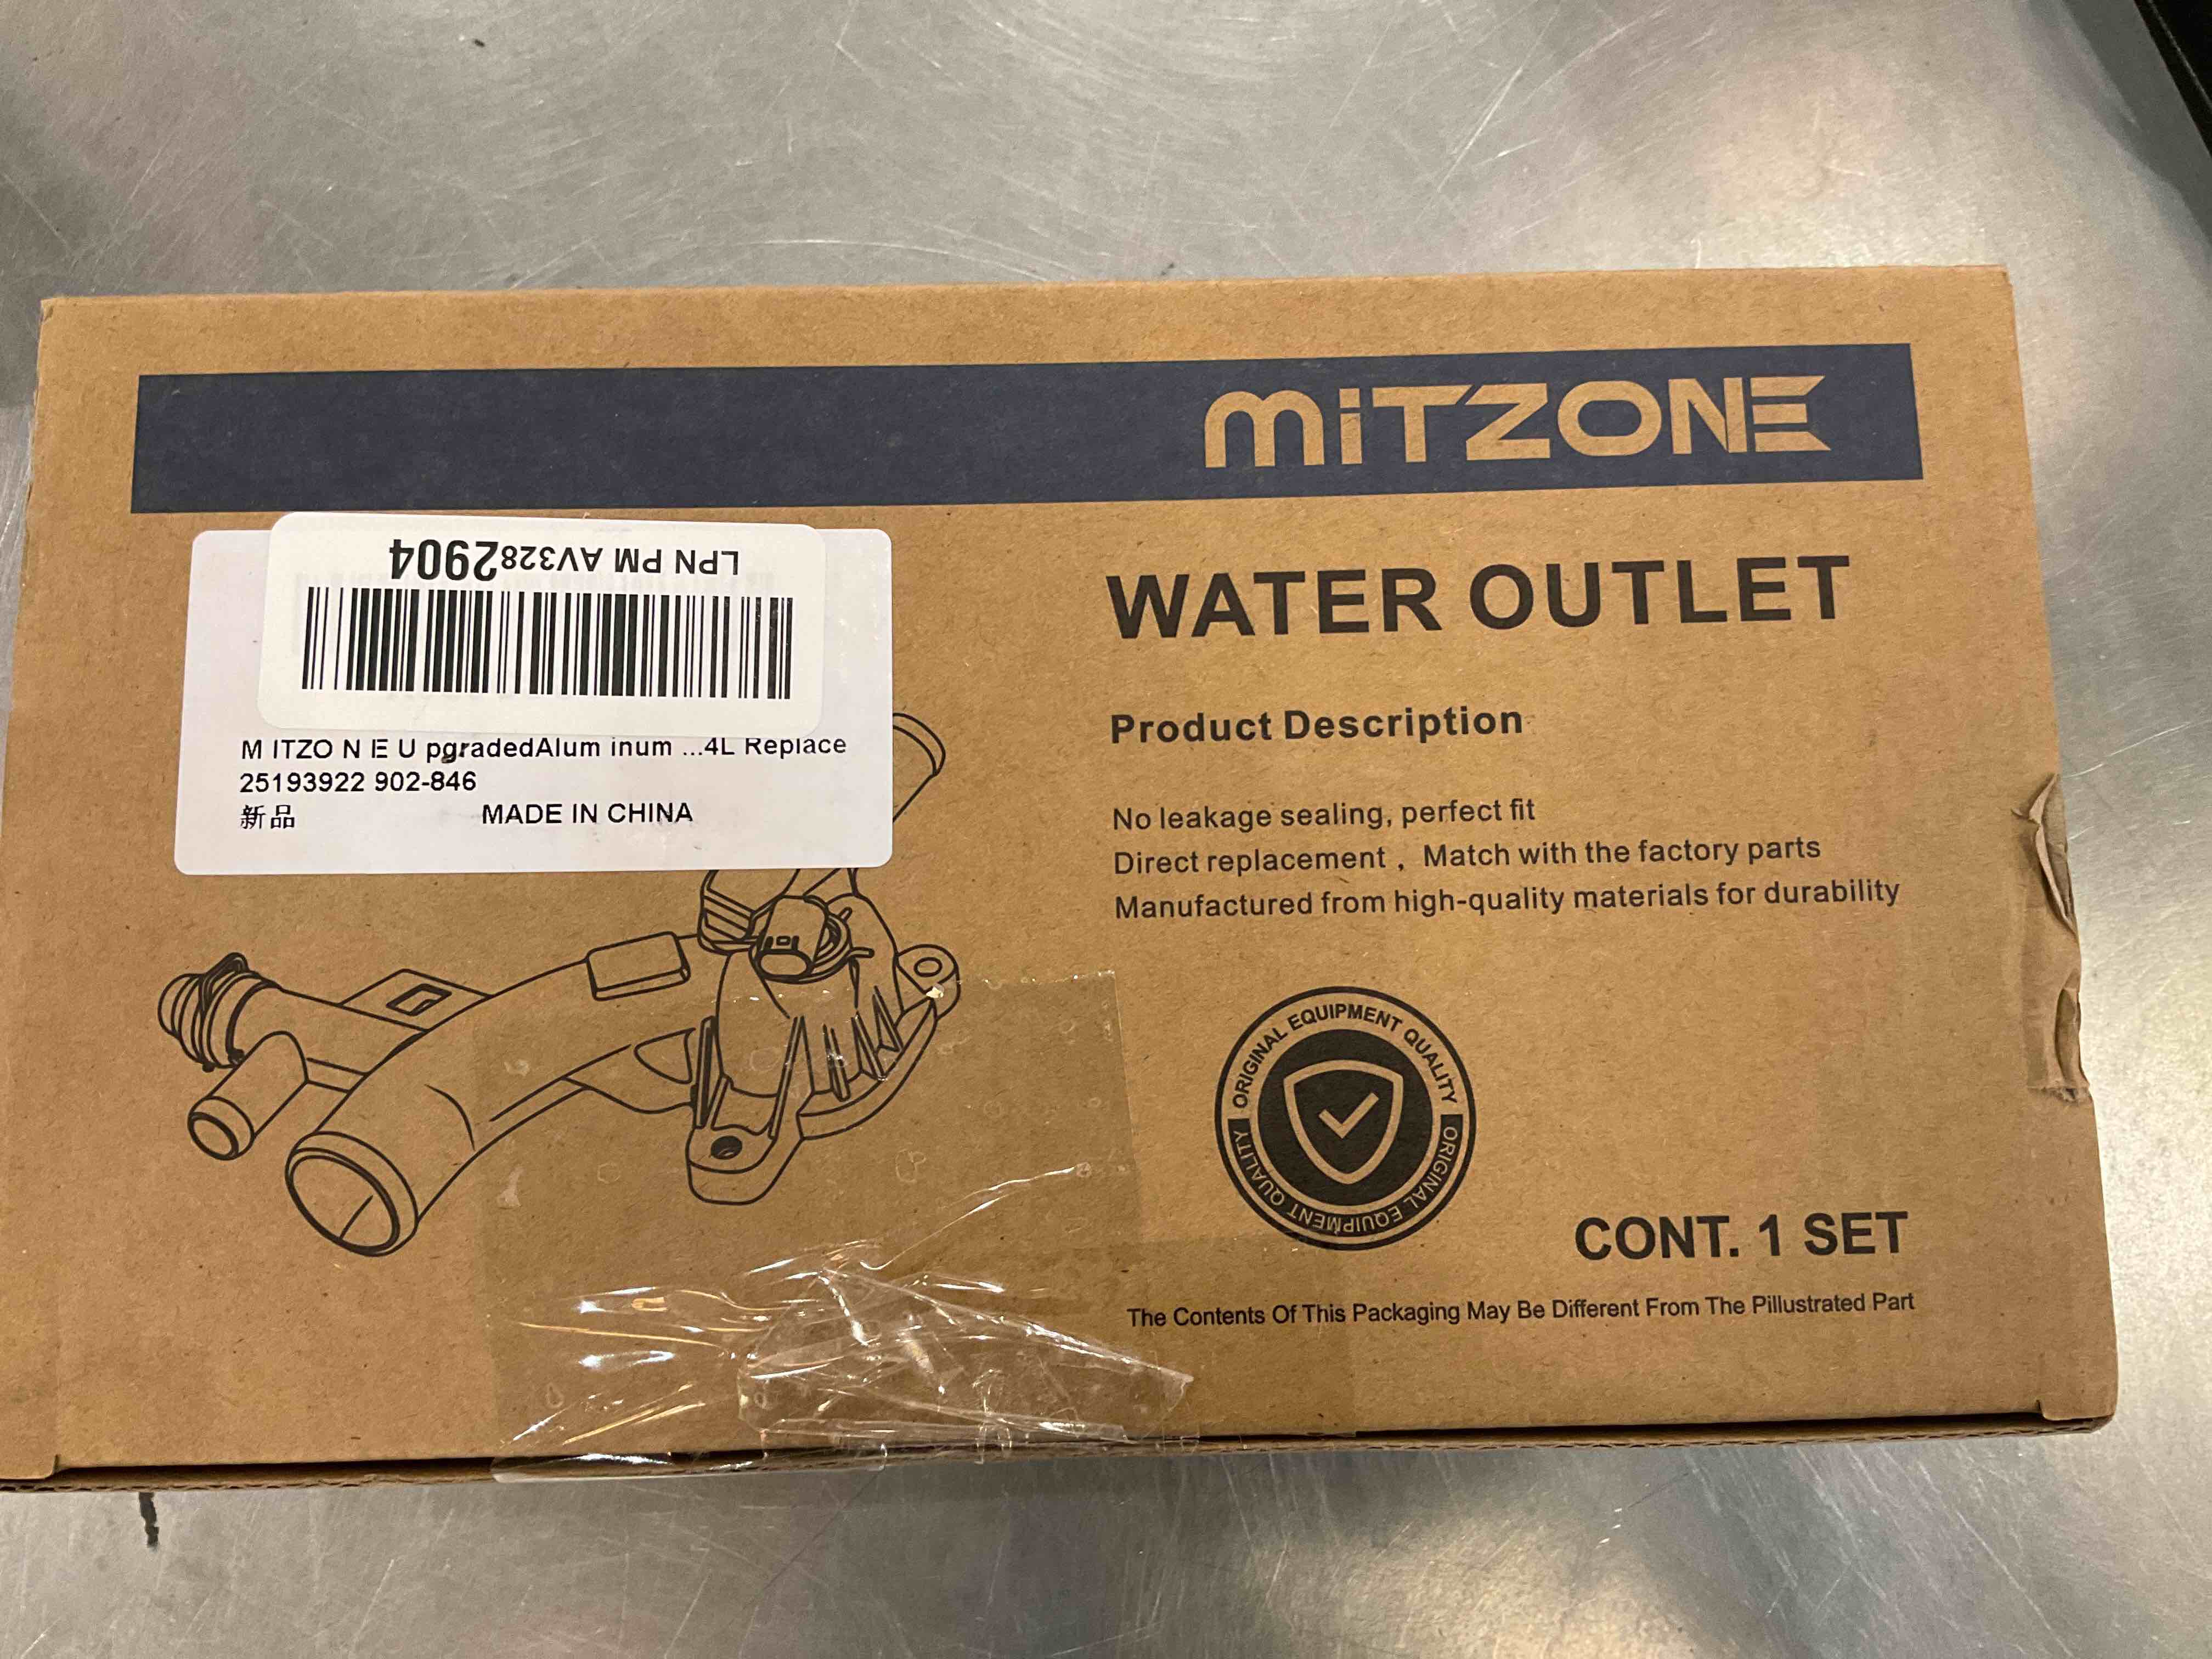 miTZONE
LPN PM AV3282904
M ITZO N E U pgradedAlum inum ...4L Replace
25193922 902-846
新品 MADE IN CHINA
WATER OUTLET
Product Description
No leakage sealing, perfect fit
Direct replacement , Match with the factory parts
Manufactured from high-quality materials for durability
ORIGINAL EQUIPMENT QUALITY
ORIGINAL EQUIPMENT QUALITY
CONT. 1 SET
The Contents Of This Packaging May Be Different From The Pillustrated Part